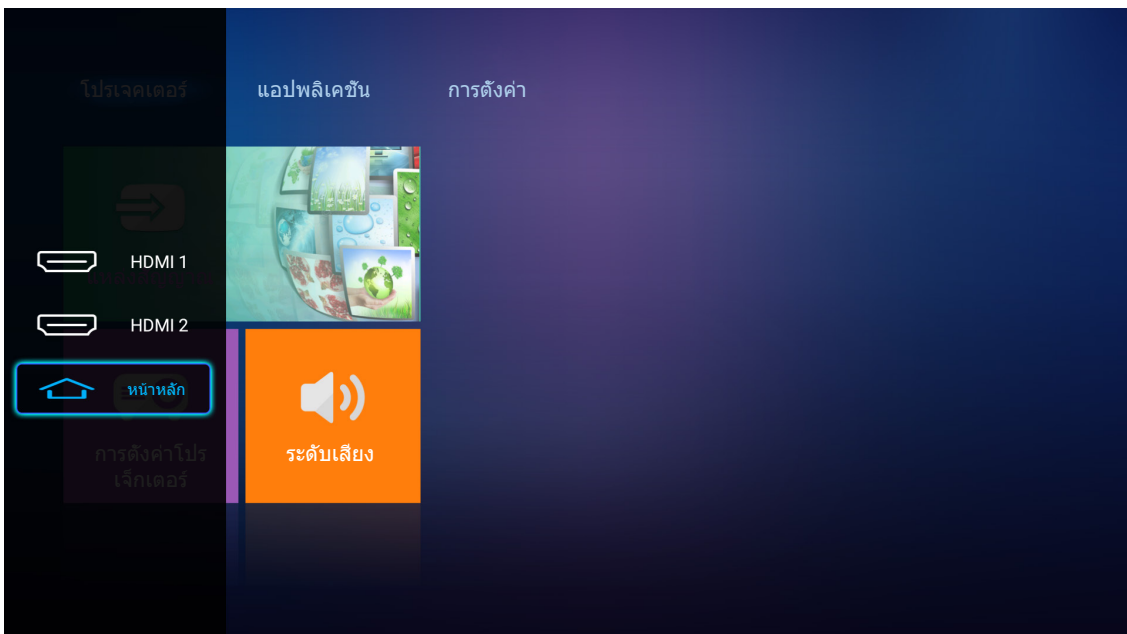 โปรเจคเตอร์
แอปพลิเคชัน
การตั้งค่า
HDMI 1
HDMI 2
หน้าหลัก
การตั้งค่าโปร
เจ็กเตอร์
ระดับเสียง